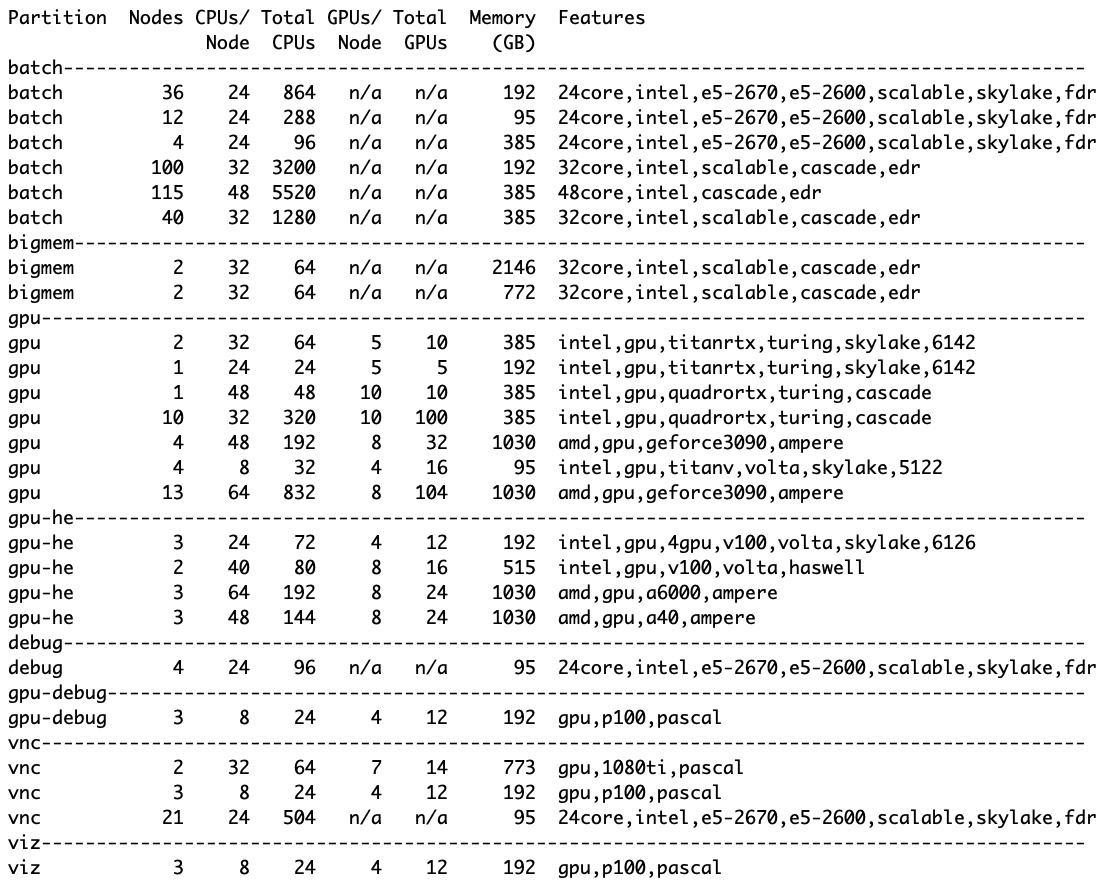 Partition  Nodes CPUs/ Total GPUs/ Total  Memory  Features
                  Node  CPUs  Node  GPUs    (GB)
batch---------------------------------------------------------------------------------------------
batch         36    24   864   n/a   n/a     192  24core,intel,e5-2670,e5-2600,scalable,skylake,fdr
batch         12    24   288   n/a   n/a      95  24core,intel,e5-2670,e5-2600,scalable,skylake,fdr
batch          4    24    96   n/a   n/a     385  24core,intel,e5-2670,e5-2600,scalable,skylake,fdr
batch        100    32  3200   n/a   n/a     192  32core,intel,scalable,cascade,edr
batch        115    48  5520   n/a   n/a     385  48core,intel,cascade,edr
batch         40    32  1280   n/a   n/a     385  32core,intel,scalable,cascade,edr
bigmem--------------------------------------------------------------------------------------------
bigmem         2    32    64   n/a   n/a    2146  32core,intel,scalable,cascade,edr
bigmem         2    32    64   n/a   n/a     772  32core,intel,scalable,cascade,edr
gpu-----------------------------------------------------------------------------------------------
gpu            2    32    64     5    10     385  intel,gpu,titanrtx,turing,skylake,6142
gpu            1    24    24     5     5     192  intel,gpu,titanrtx,turing,skylake,6142
gpu            1    48    48    10    10     385  intel,gpu,quadrortx,turing,cascade
gpu           10    32   320    10   100     385  intel,gpu,quadrortx,turing,cascade
gpu            4    48   192     8    32    1030  amd,gpu,geforce3090,ampere
gpu            4     8    32     4    16      95  intel,gpu,titanv,volta,skylake,5122
gpu           13    64   832     8   104    1030  amd,gpu,geforce3090,ampere
gpu-he--------------------------------------------------------------------------------------------
gpu-he         3    24    72     4    12     192  intel,gpu,4gpu,v100,volta,skylake,6126
gpu-he         2    40    80     8    16     515  intel,gpu,v100,volta,haswell
gpu-he         3    64   192     8    24    1030  amd,gpu,a6000,ampere
gpu-he         3    48   144     8    24    1030  amd,gpu,a40,ampere
debug---------------------------------------------------------------------------------------------
debug          4    24    96   n/a   n/a      95  24core,intel,e5-2670,e5-2600,scalable,skylake,fdr
gpu-debug-----------------------------------------------------------------------------------------
gpu-debug      3     8    24     4    12     192  gpu,p100,pascal
vnc-----------------------------------------------------------------------------------------------
vnc            2    32    64     7    14     773  gpu,1080ti,pascal
vnc            3     8    24     4    12     192  gpu,p100,pascal
vnc           21    24   504   n/a   n/a      95  24core,intel,e5-2670,e5-2600,scalable,skylake,fdr
viz-----------------------------------------------------------------------------------------------
viz            3     8    24     4    12     192  gpu,p100,pascal